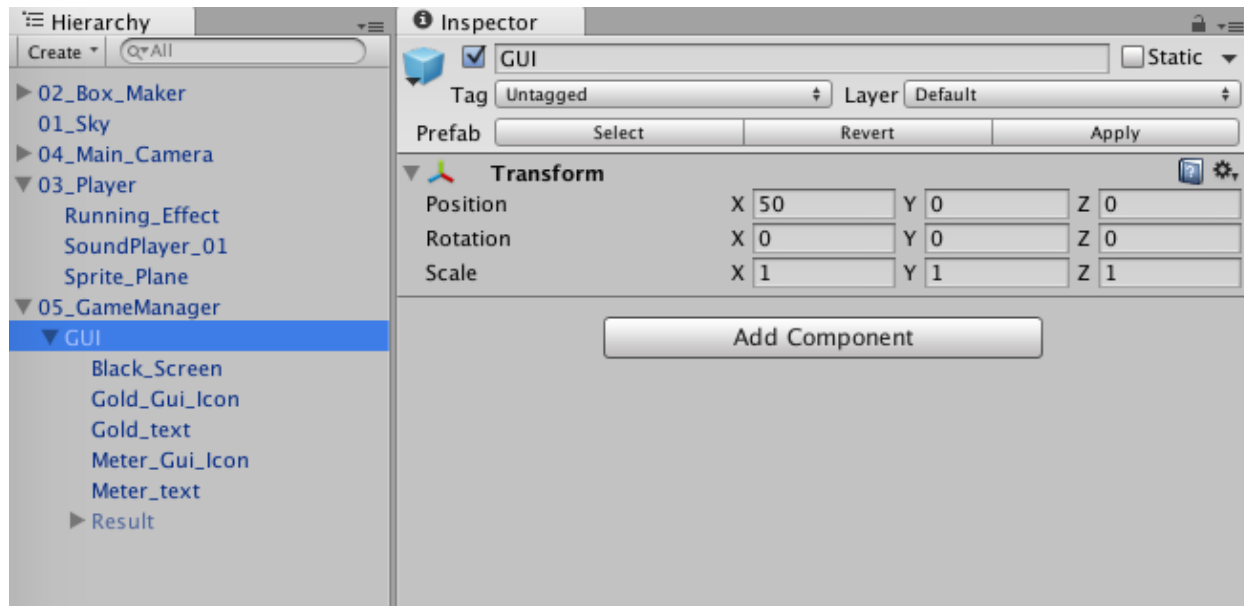 Hierarchy
Create
All
02_Box_Maker
01_Sky
04_Main_Camera
03_Player
Running_Effect
SoundPlayer_01
Sprite_Plane
05_GameManager
GUI
Black_Screen
Gold_Gui_Icon
Gold_text
Meter_Gui_Icon
Meter_text
Result
Inspector
GUI Static
Tag Untagged Layer Default
Prefab Select Revert Apply
Transform
Position X 50 Y 0 Z 0
Rotation X 0 Y 0 Z 0
Scale X 1 Y 1 Z 1
Add Component